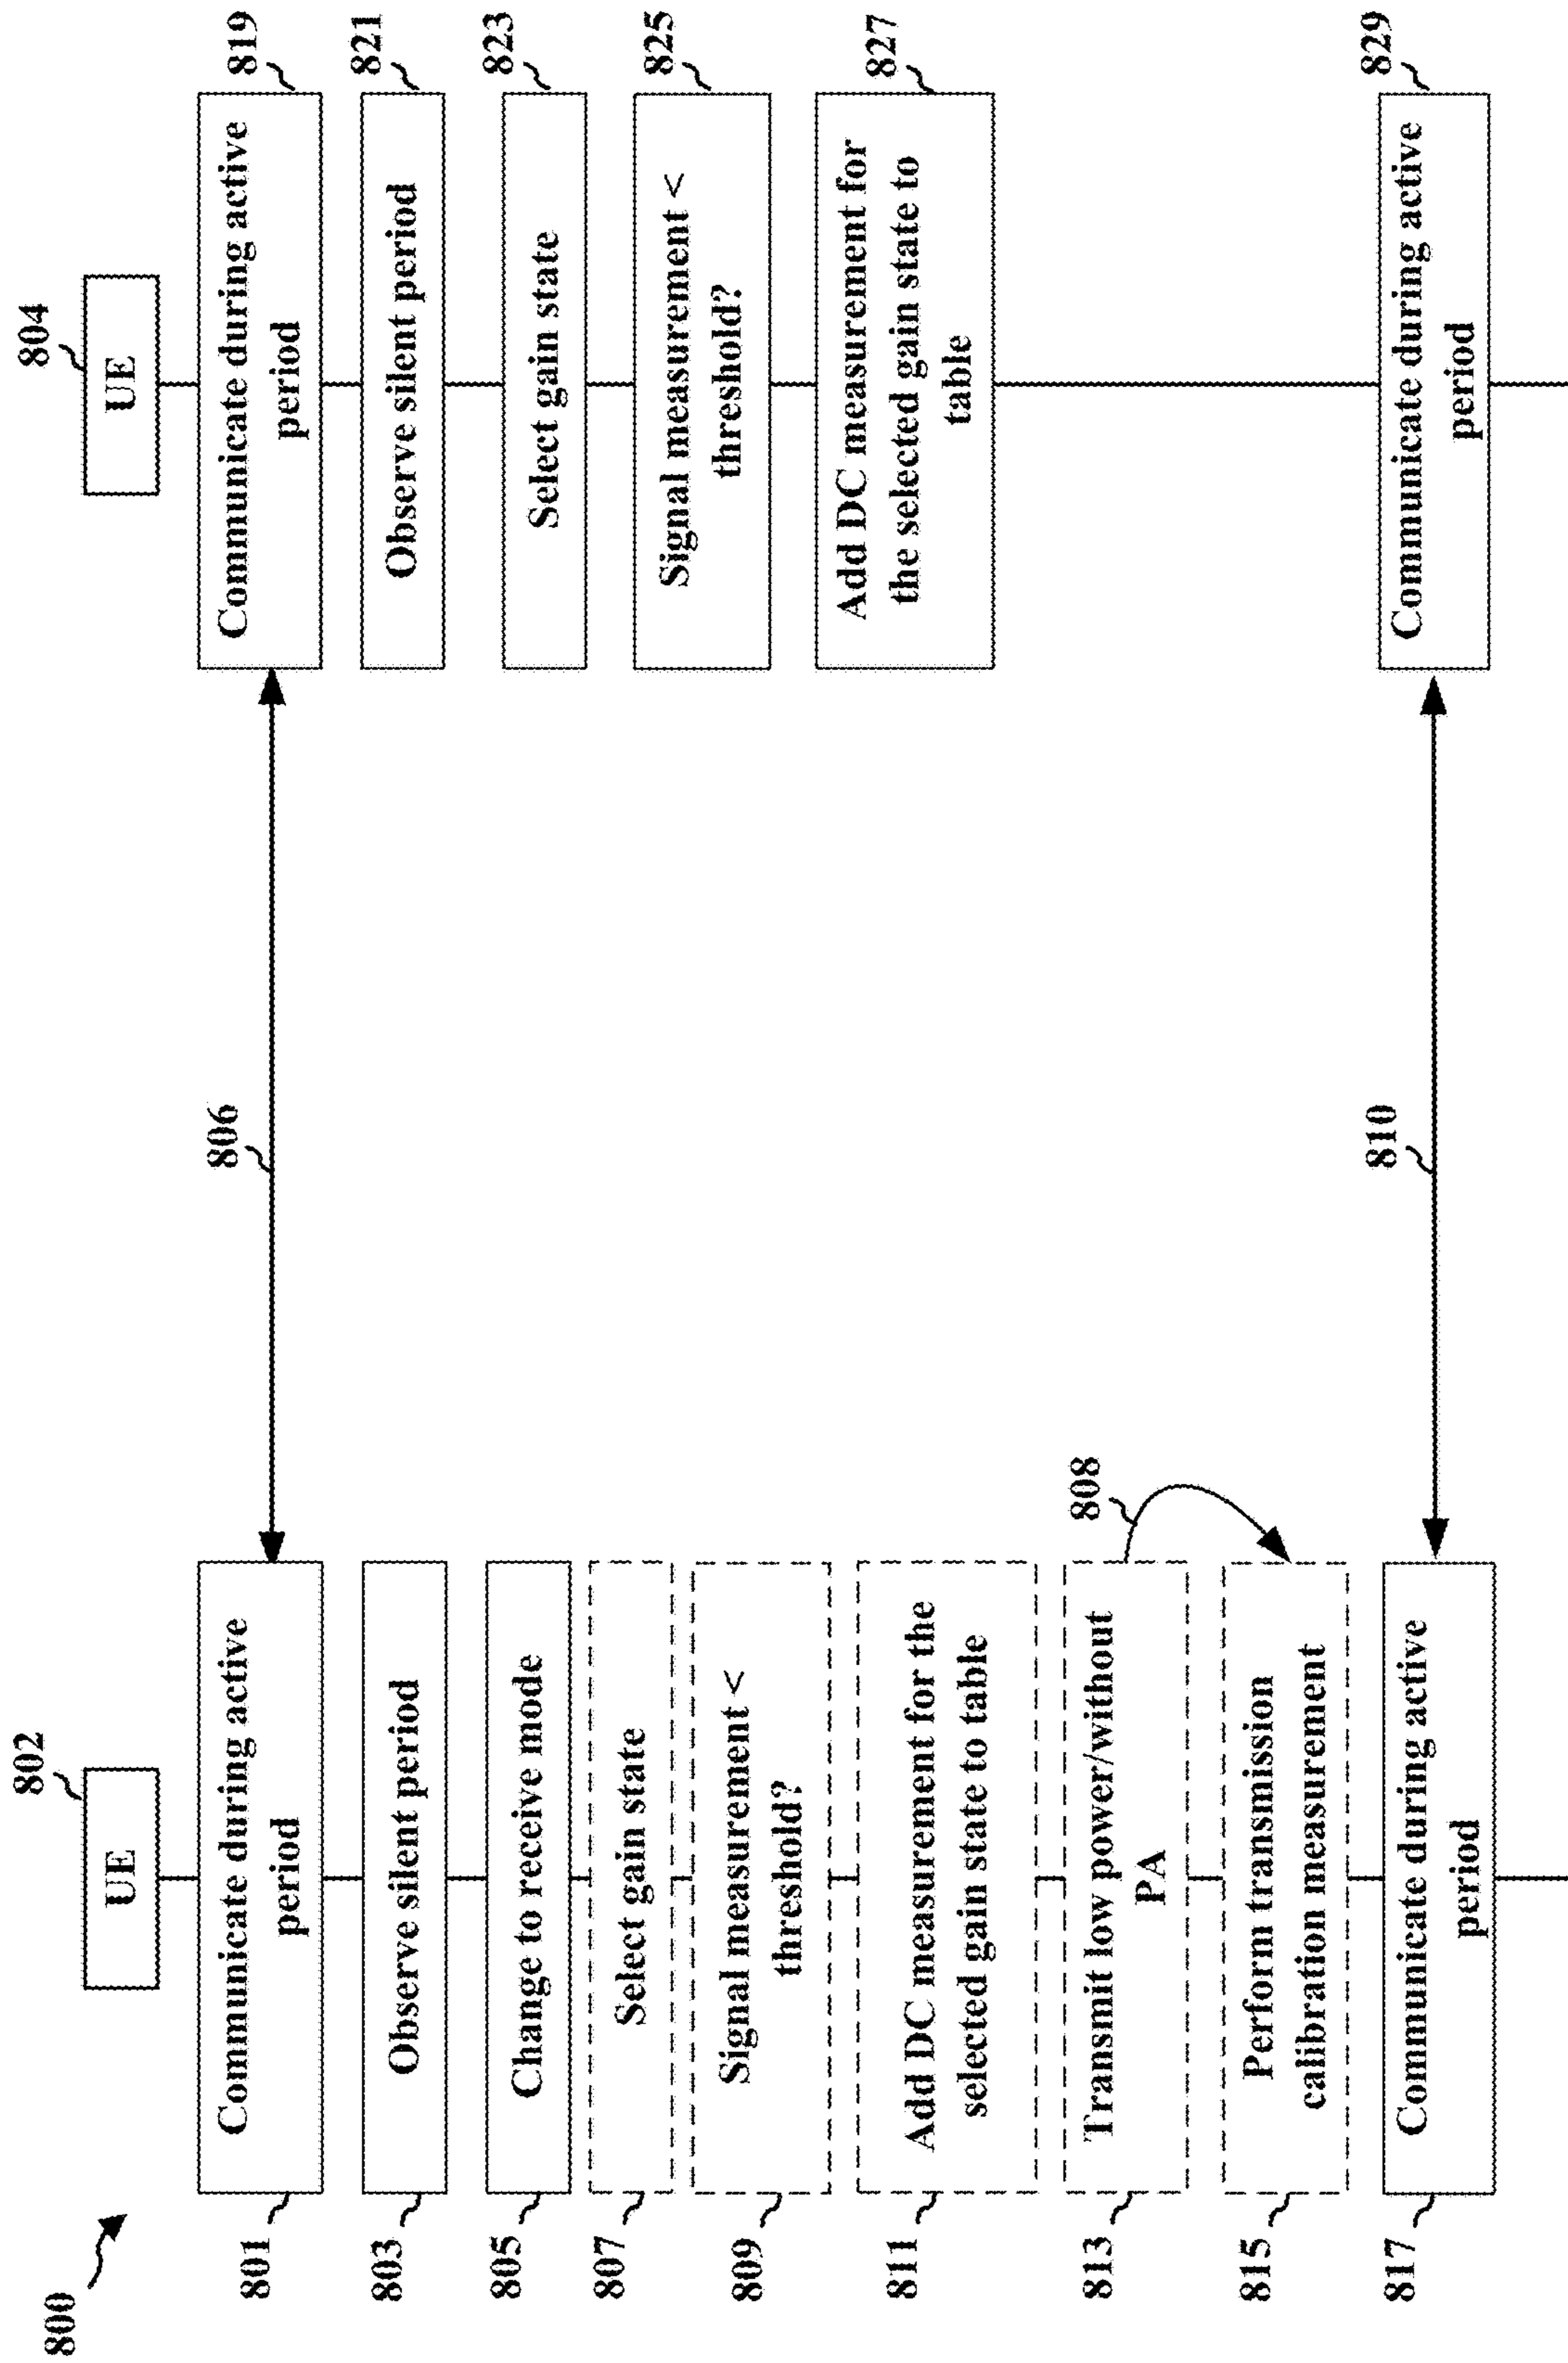 800
802
UE
804
UE
801
Communicate during active
period
806
Communicate during active
period
819
803
Observe silent period
Observe silent period
821
805
Change to receive mode
Select gain state
823
807
Select gain state
809
Signal measurement <
threshold?
Signal measurement <
threshold?
825
811
Add DC measurement for the
selected gain state to table
Add DC measurement for
the selected gain state to
table
827
813
Transmit low power/without
PA
808
815
Perform transmission
calibration measurement
817
Communicate during active
period
810
Communicate during active
period
829